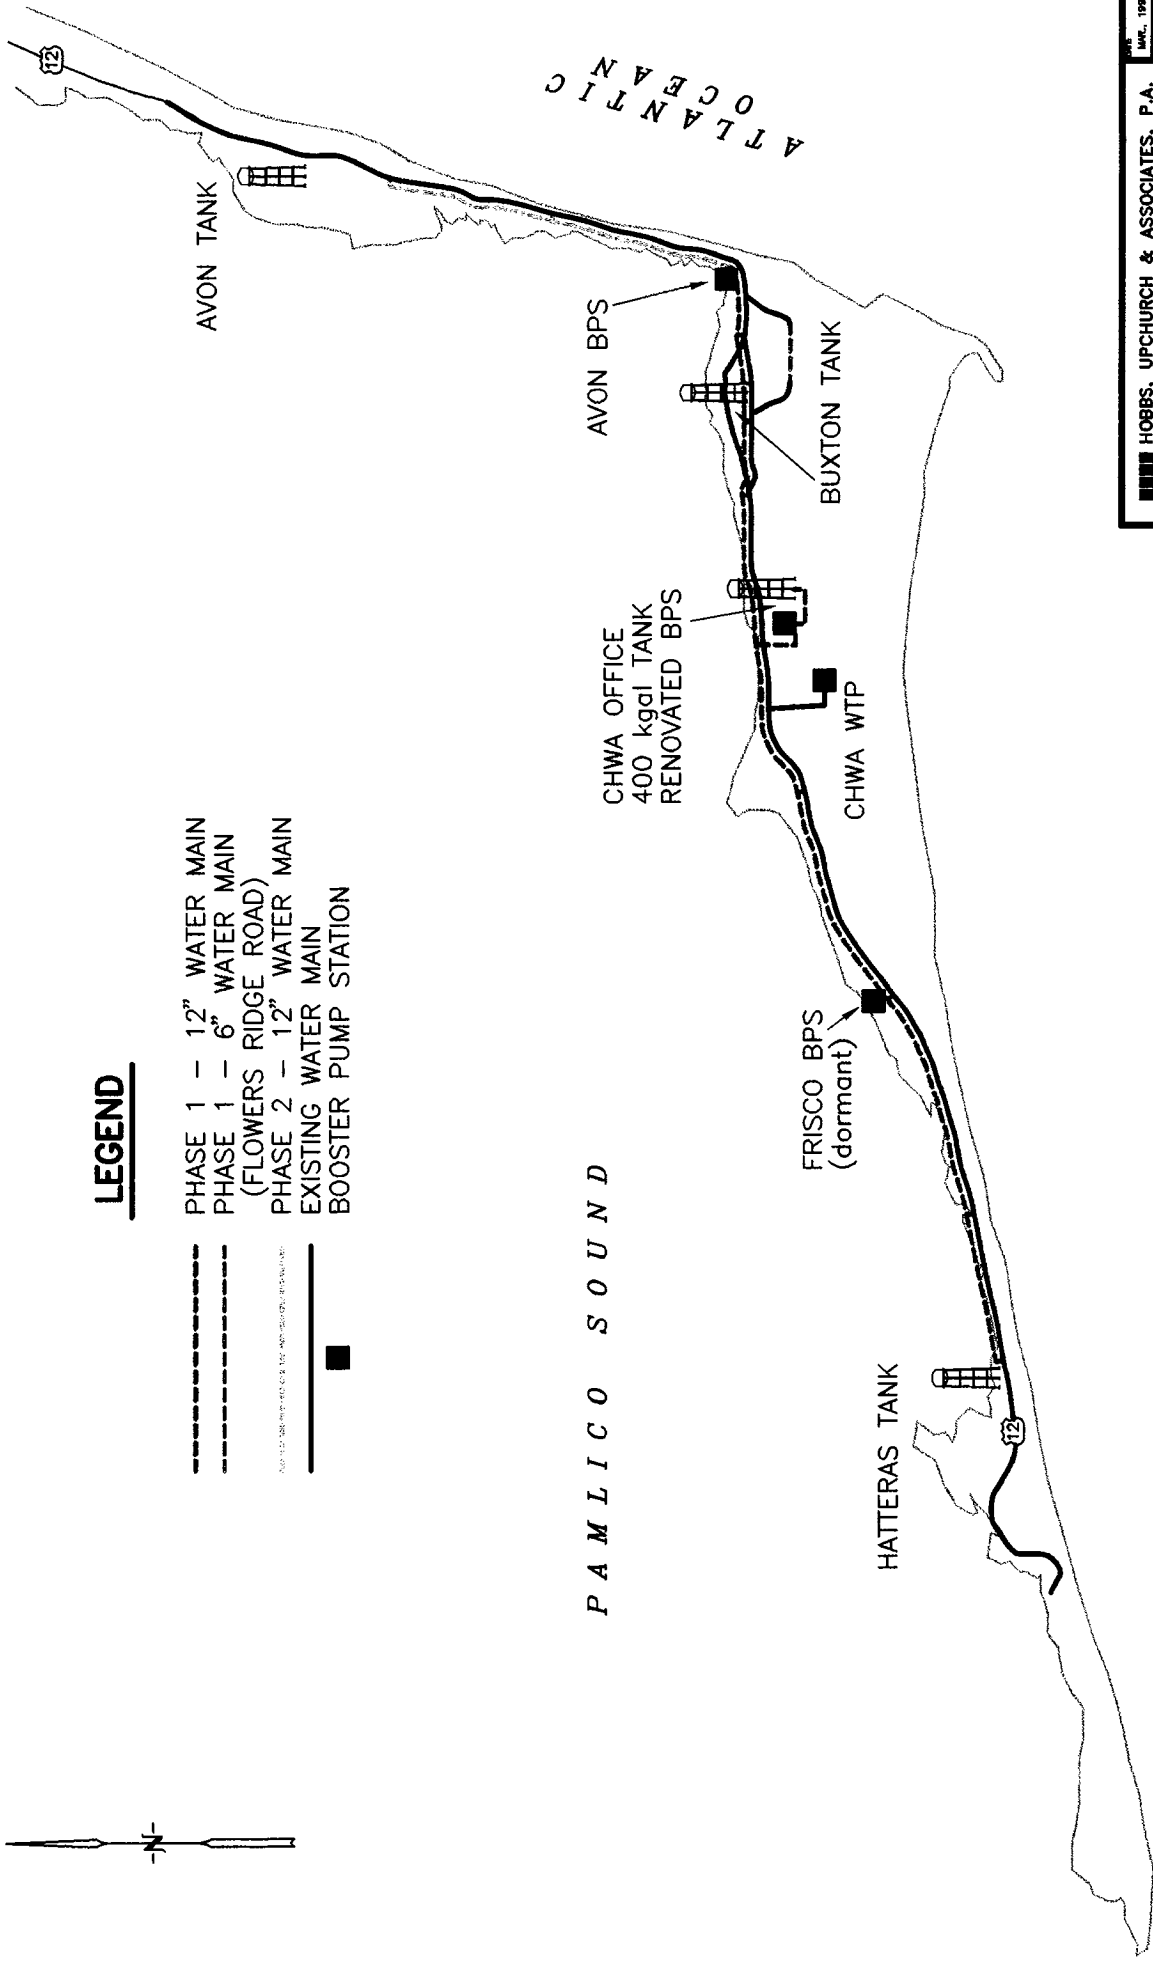 LEGEND
PHASE 1 - 12" WATER MAIN
PHASE 1 - 6" WATER MAIN
(FLOWERS RIDGE ROAD)
PHASE 2 - 12" WATER MAIN
EXISTING WATER MAIN
BOOSTER PUMP STATION
N
12
AVON TANK
ATLANTIC
OCEAN
AVON BPS
BUXTON TANK
CHWA OFFICE
400 kgal TANK
RENOVATED BPS
CHWA WTP
PAMLICO SOUND
FRISCO BPS
(dormant)
HATTERAS TANK
12
HOBBS, UPCHURCH & ASSOCIATES, P.A.
DATE